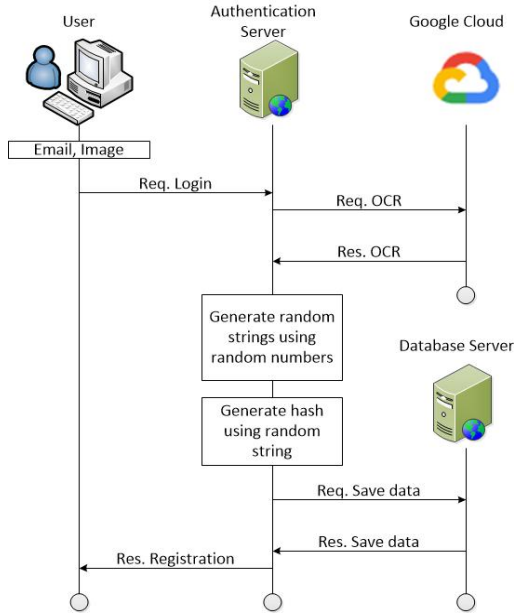 User
Authentication
Server
Google Cloud
Email, Image
Req. Login
Req. OCR
Res. OCR
Generate random
strings using
random numbers
Database Server
Generate hash
using random
string
Req. Save data
Res. Save data
Res. Registration